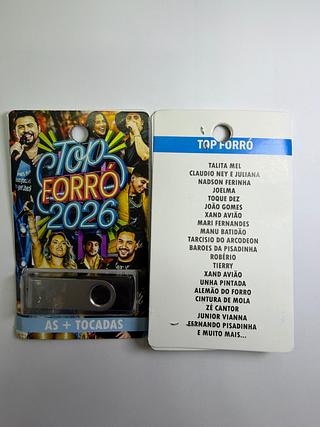 Top
FORRÓ
2026
AS + TOCADAS
TOP FORRÓ
TALITA MEL
CLAUDIO NEY E JULIANA
NADSON FERINHA
JOELMA
TOQUE DEZ
JOÃO GOMES
XAND AVIÃO
MARI FERNANDES
MANU BATIDÃO
TARCISIO DO ARCODEON
BAROES DA PISADINHA
ROBÉRIO
TIERRY
XAND AVIÃO
UNHA PINTADA
ALEMÃO DO FORRO
CINTURA DE MOLA
ZÉ CANTOR
JUNIOR VIANNA
FERNANDO PISADINHA
E MUITO MAIS...